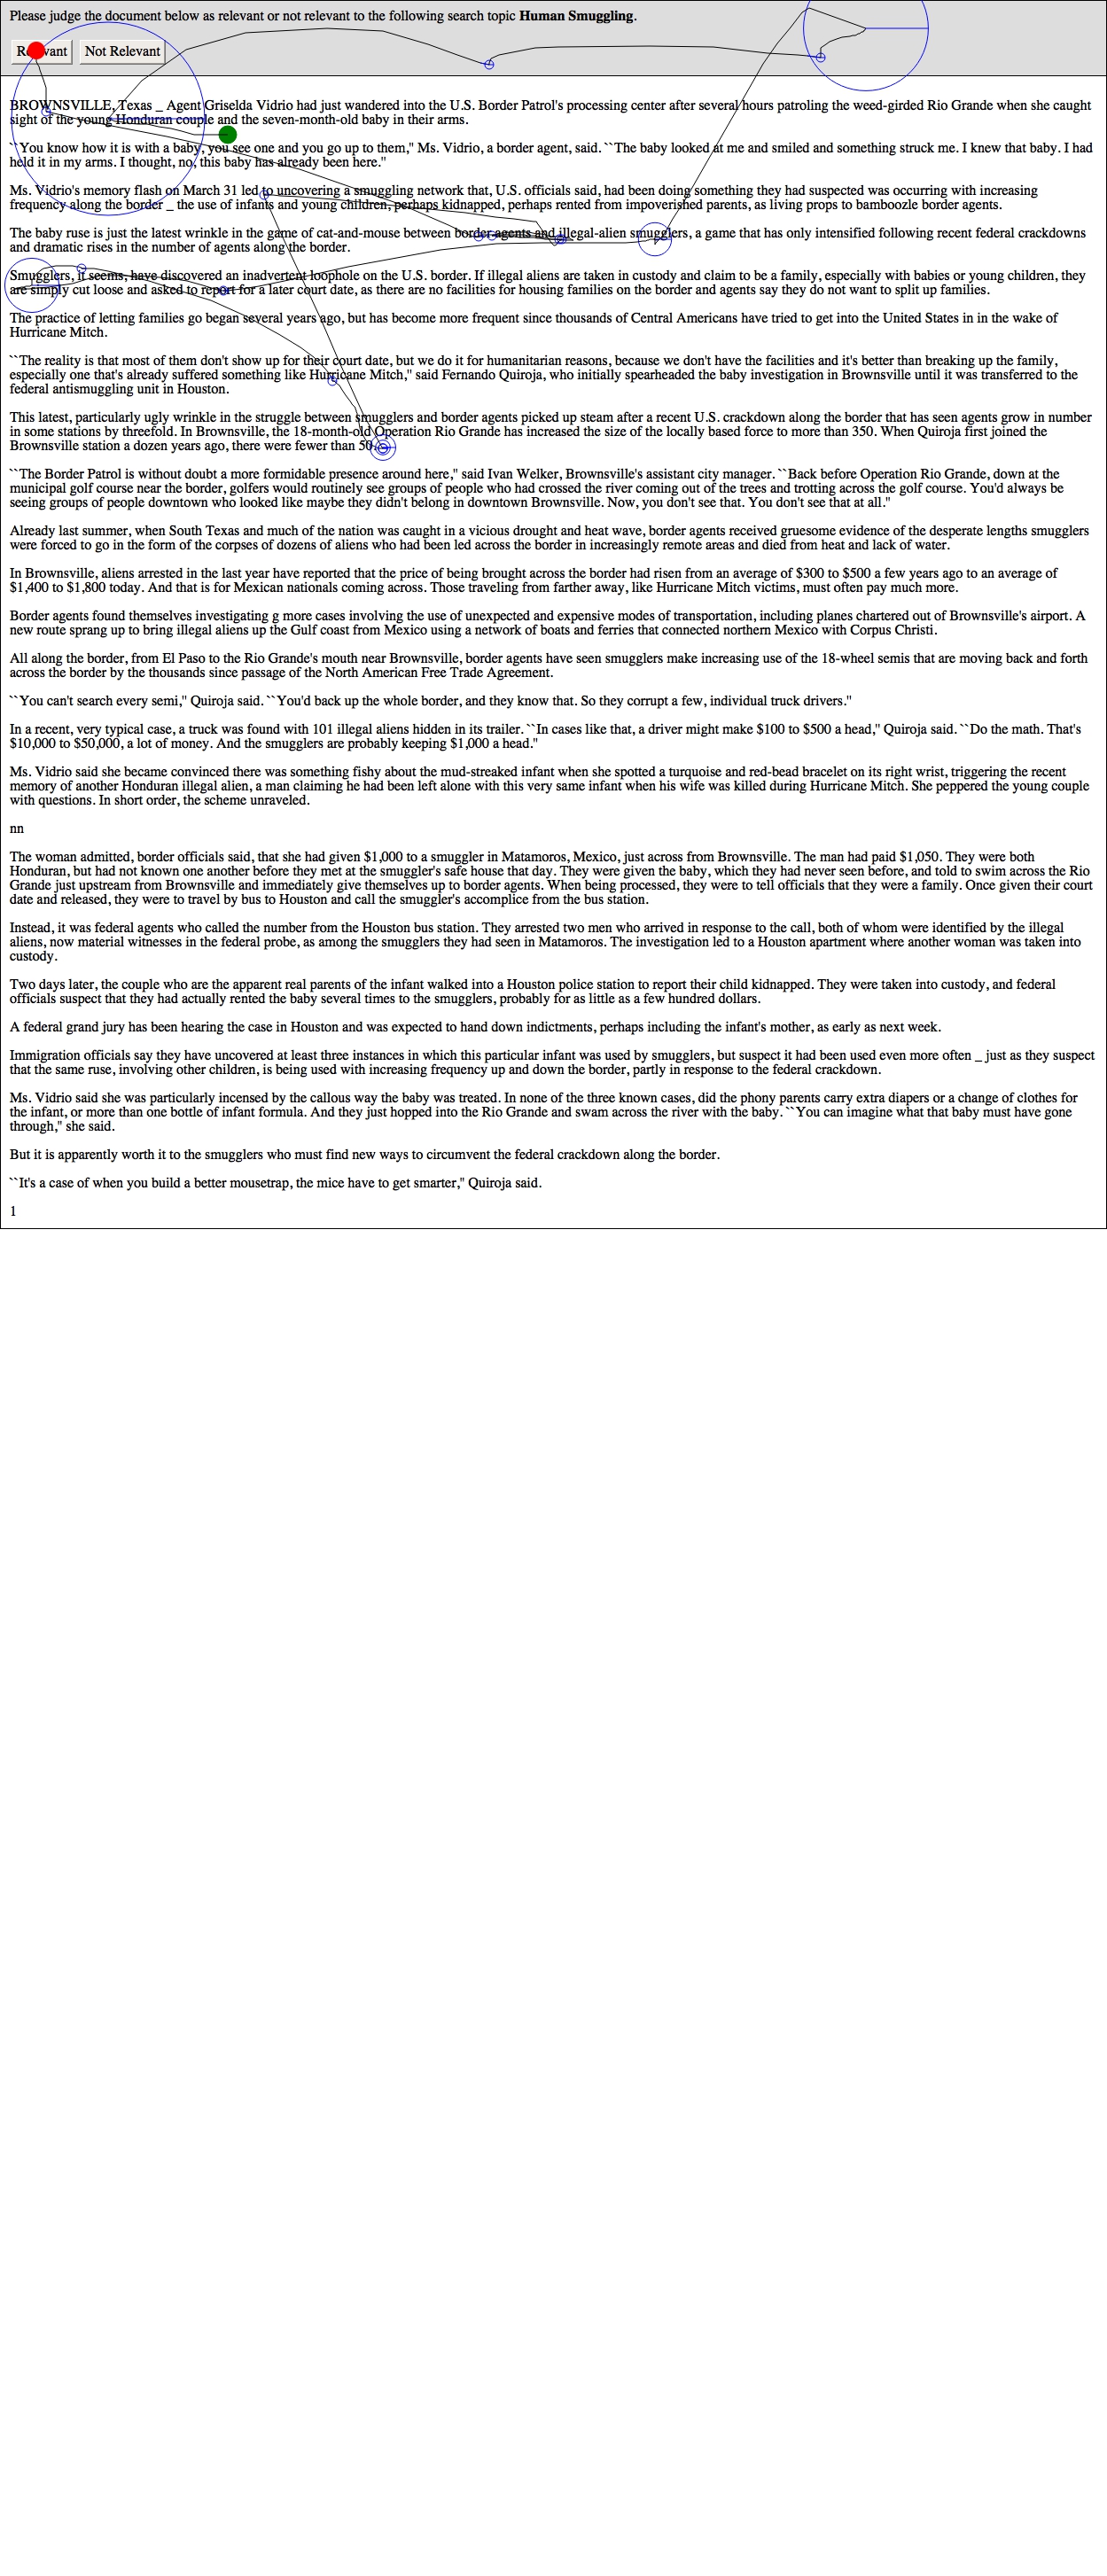 Please judge the document below as relevant or not relevant to the following search topic Human Smuggling.
Relevant Not Relevant
BROWNSVILLE, Texas _ Agent Griselda Vidrio had just wandered into the U.S. Border Patrol's processing center after several hours patroling the weed-girded Rio Grande when she caught
sight of the young Honduran couple and the seven-month-old baby in their arms.
``You know how it is with a baby, you see one and you go up to them,'' Ms. Vidrio, a border agent, said. ``The baby looked at me and smiled and something struck me. I knew that baby. I had
held it in my arms. I thought, no, this baby has already been here.''
Ms. Vidrio's memory flash on March 31 led to uncovering a smuggling network that, U.S. officials said, had been doing something they had suspected was occurring with increasing
frequency along the border _ the use of infants and young children, perhaps kidnapped, perhaps rented from impoverished parents, as living props to bamboozle border agents.
The baby ruse is just the latest wrinkle in the game of cat-and-mouse between border agents and illegal-alien smugglers, a game that has only intensified following recent federal crackdowns
and dramatic rises in the number of agents along the border.
Smugglers, it seems, have discovered an inadvertent loophole on the U.S. border. If illegal aliens are taken in custody and claim to be a family, especially with babies or young children, they
are simply cut loose and asked to report for a later court date, as there are no facilities for housing families on the border and agents say they do not want to split up families.
The practice of letting families go began several years ago, but has become more frequent since thousands of Central Americans have tried to get into the United States in in the wake of
Hurricane Mitch.
``The reality is that most of them don't show up for their court date, but we do it for humanitarian reasons, because we don't have the facilities and it's better than breaking up the family,
especially one that's already suffered something like Hurricane Mitch,'' said Fernando Quiroja, who initially spearheaded the baby investigation in Brownsville until it was transferred to the
federal antismuggling unit in Houston.
This latest, particularly ugly wrinkle in the struggle between smugglers and border agents picked up steam after a recent U.S. crackdown along the border that has seen agents grow in number
in some stations by threefold. In Brownsville, the 18-month-old Operation Rio Grande has increased the size of the locally based force to more than 350. When Quiroja first joined the
Brownsville station a dozen years ago, there were fewer than 50.
``The Border Patrol is without doubt a more formidable presence around here,'' said Ivan Welker, Brownsville's assistant city manager. ``Back before Operation Rio Grande, down at the
municipal golf course near the border, golfers would routinely see groups of people who had crossed the river coming out of the trees and trotting across the golf course. You'd always be
seeing groups of people downtown who looked like maybe they didn't belong in downtown Brownsville. Now, you don't see that. You don't see that at all.''
Already last summer, when South Texas and much of the nation was caught in a vicious drought and heat wave, border agents received gruesome evidence of the desperate lengths smugglers
were forced to go in the form of the corpses of dozens of aliens who had been led across the border in increasingly remote areas and died from heat and lack of water.
In Brownsville, aliens arrested in the last year have reported that the price of being brought across the border had risen from an average of $300 to $500 a few years ago to an average of
$1,400 to $1,800 today. And that is for Mexican nationals coming across. Those traveling from farther away, like Hurricane Mitch victims, must often pay much more.
Border agents found themselves investigating g more cases involving the use of unexpected and expensive modes of transportation, including planes chartered out of Brownsville's airport. A
new route sprang up to bring illegal aliens up the Gulf coast from Mexico using a network of boats and ferries that connected northern Mexico with Corpus Christi.
All along the border, from El Paso to the Rio Grande's mouth near Brownsville, border agents have seen smugglers make increasing use of the 18-wheel semis that are moving back and forth
across the border by the thousands since passage of the North American Free Trade Agreement.
``You can't search every semi,'' Quiroja said. ``You'd back up the whole border, and they know that. So they corrupt a few, individual truck drivers.''
In a recent, very typical case, a truck was found with 101 illegal aliens hidden in its trailer. ``In cases like that, a driver might make $100 to $500 a head,'' Quiroja said. ``Do the math. That's
$10,000 to $50,000, a lot of money. And the smugglers are probably keeping $1,000 a head.''
Ms. Vidrio said she became convinced there was something fishy about the mud-streaked infant when she spotted a turquoise and red-bead bracelet on its right wrist, triggering the recent
memory of another Honduran illegal alien, a man claiming he had been left alone with this very same infant when his wife was killed during Hurricane Mitch. She peppered the young couple
with questions. In short order, the scheme unraveled.
nn
The woman admitted, border officials said, that she had given $1,000 to a smuggler in Matamoros, Mexico, just across from Brownsville. The man had paid $1,050. They were both
Honduran, but had not known one another before they met at the smuggler's safe house that day. They were given the baby, which they had never seen before, and told to swim across the Rio
Grande just upstream from Brownsville and immediately give themselves up to border agents. When being processed, they were to tell officials that they were a family. Once given their court
date and released, they were to travel by bus to Houston and call the smuggler's accomplice from the bus station.
Instead, it was federal agents who called the number from the Houston bus station. They arrested two men who arrived in response to the call, both of whom were identified by the illegal
aliens, now material witnesses in the federal probe, as among the smugglers they had seen in Matamoros. The investigation led to a Houston apartment where another woman was taken into
custody.
Two days later, the couple who are the apparent real parents of the infant walked into a Houston police station to report their child kidnapped. They were taken into custody, and federal
officials suspect that they had actually rented the baby several times to the smugglers, probably for as little as a few hundred dollars.
A federal grand jury has been hearing the case in Houston and was expected to hand down indictments, perhaps including the infant's mother, as early as next week.
Immigration officials say they have uncovered at least three instances in which this particular infant was used by smugglers, but suspect it had been used even more often _ just as they suspect
that the same ruse, involving other children, is being used with increasing frequency up and down the border, partly in response to the federal crackdown.
Ms. Vidrio said she was particularly incensed by the callous way the baby was treated. In none of the three known cases, did the phony parents carry extra diapers or a change of clothes for
the infant, or more than one bottle of infant formula. And they just hopped into the Rio Grande and swam across the river with the baby. ``You can imagine what that baby must have gone
through,'' she said.
But it is apparently worth it to the smugglers who must find new ways to circumvent the federal crackdown along the border.
``It's a case of when you build a better mousetrap, the mice have to get smarter,'' Quiroja said.
1